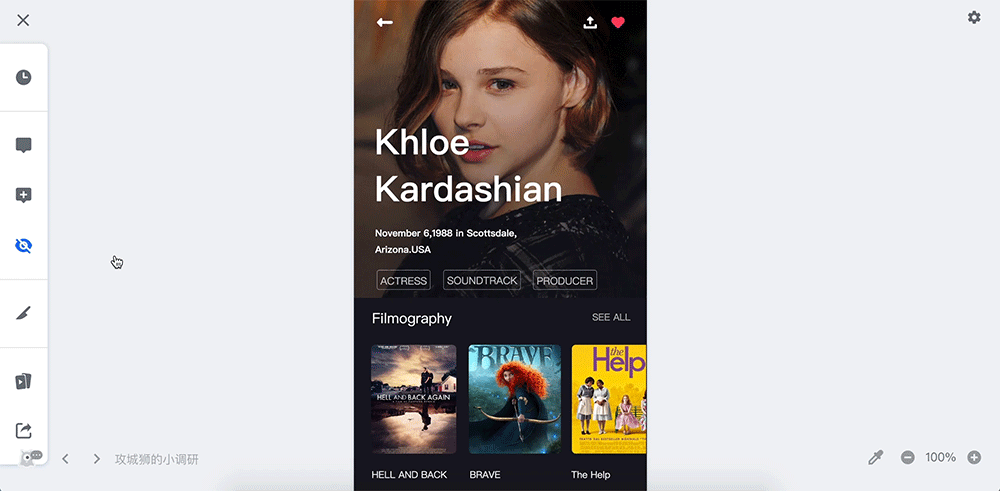 Khloe
Kardashian
November 6,1988 in Scottsdale,
Arizona.USA
ACTRESS SOUNDTRACK PRODUCER
Filmography SEE ALL
HELL AND BACK AGAIN
BRAVE
the
Help
HELL AND BACK BRAVE The Help
攻城狮的小调研 100%